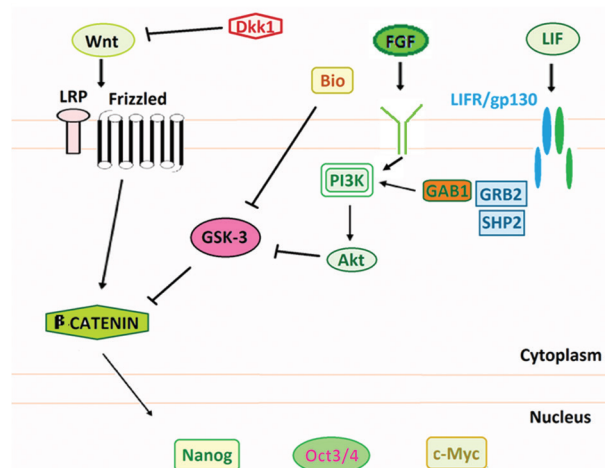 Dkk1
Wnt
FGF
LIF
Bio
LRP
Frizzled
LIFR/gp130
PI3K
GAB1
GRB2
SHP2
GSK-3
Akt
β-CATENIN
Cytoplasm
Nucleus
Nanog
Oct3/4
c-Myc